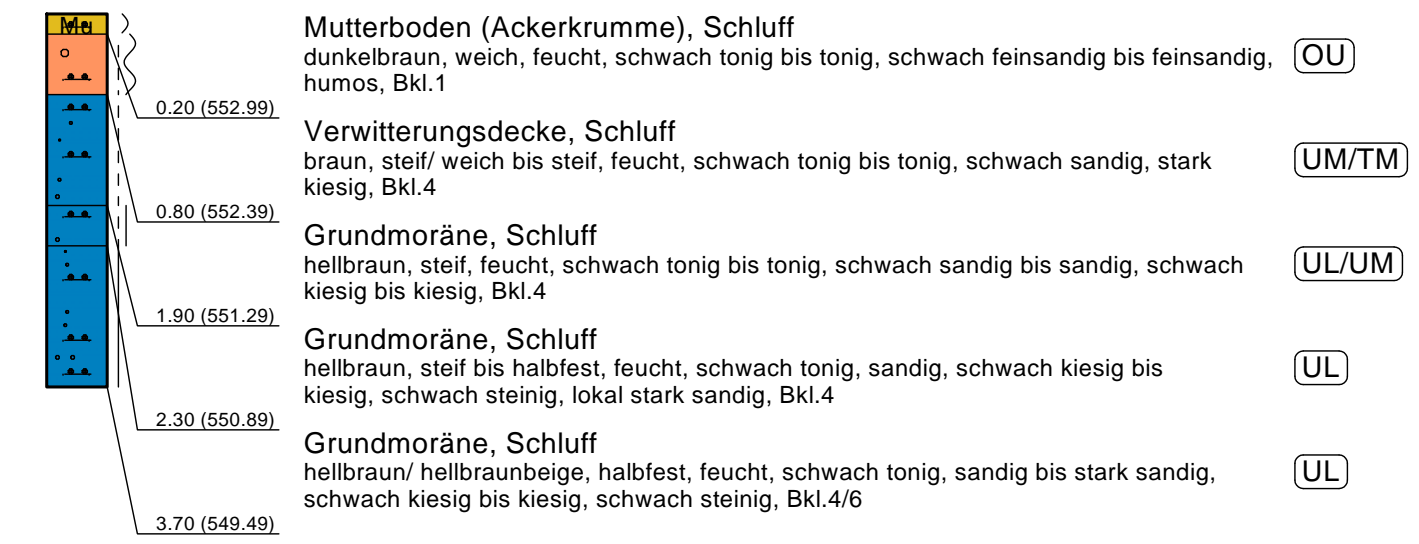 Mu
Mutterboden (Ackerkrumme), Schluff
dunkelbraun, weich, feucht, schwach tonig bis tonig, schwach feinsandig bis feinsandig,
humos, Bkl.1
OU
0.20 (552.99)
Verwitterungsdecke, Schluff
braun, steif/ weich bis steif, feucht, schwach tonig bis tonig, schwach sandig, stark
kiesig, Bkl.4
UM/TM
0.80 (552.39)
Grundmoräne, Schluff
hellbraun, steif, feucht, schwach tonig bis tonig, schwach sandig bis sandig, schwach
kiesig bis kiesig, Bkl.4
UL/UM
1.90 (551.29)
Grundmoräne, Schluff
hellbraun, steif bis halbfest, feucht, schwach tonig, sandig, schwach kiesig bis
kiesig, schwach steinig, lokal stark sandig, Bkl.4
UL
2.30 (550.89)
Grundmoräne, Schluff
hellbraun/ hellbraunbeige, halbfest, feucht, schwach tonig, sandig bis stark sandig,
schwach kiesig bis kiesig, schwach steinig, Bkl.4/6
UL
3.70 (549.49)